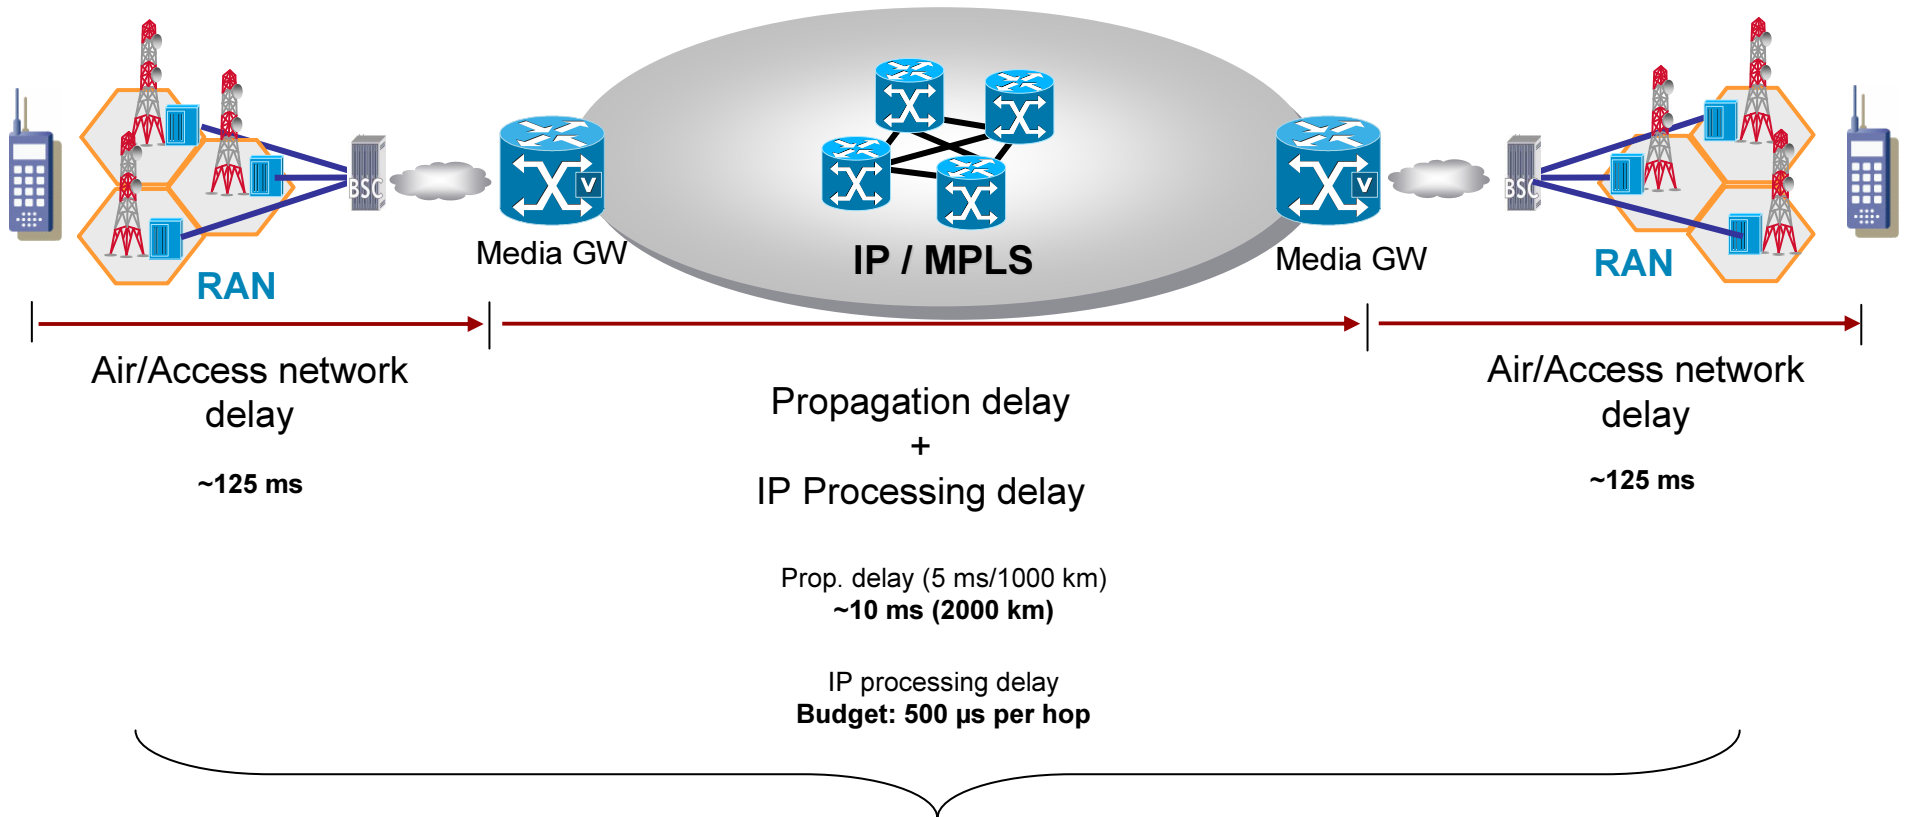 BSC
V
V
BSC
Media GW
IP / MPLS
Media GW
RAN
RAN
Air/Access network
delay
~125 ms
Propagation delay
+
IP Processing delay
Air/Access network
delay
~125 ms
Prop. delay (5 ms/1000 km)
~10 ms (2000 km)
IP processing delay
Budget: 500 µs per hop